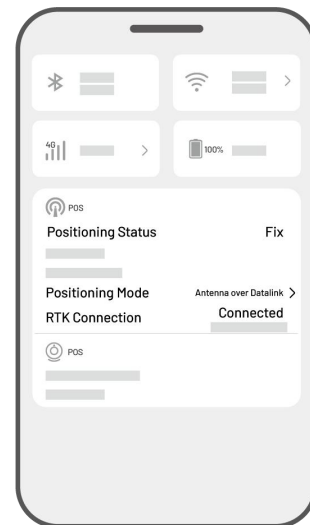 4G
100%
POS
Positioning Status Fix
Positioning Mode Antenna over Datalink
RTK Connection Connected
POS